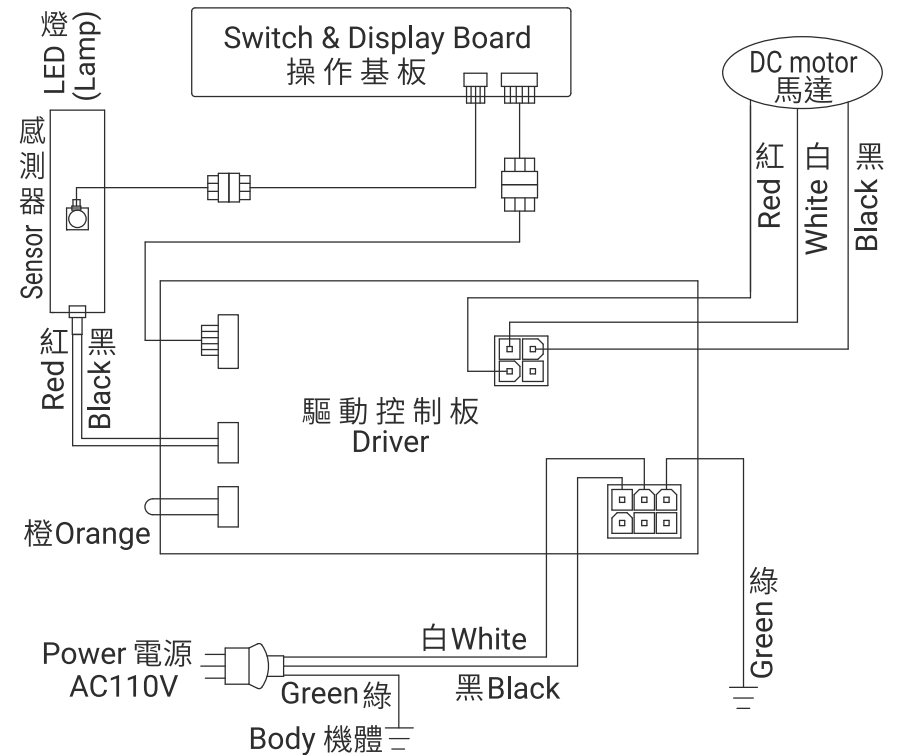 LED 燈
(Lamp)
Switch & Display Board
操作基板
DC motor
馬達
感測器 Sensor
Red 紅
White 白
Black 黑
Red 紅
Black 黑
驅動控制板
Driver
橙Orange
Green 綠
白White
Power 電源
AC110V
黑Black
Green綠
Body 機體